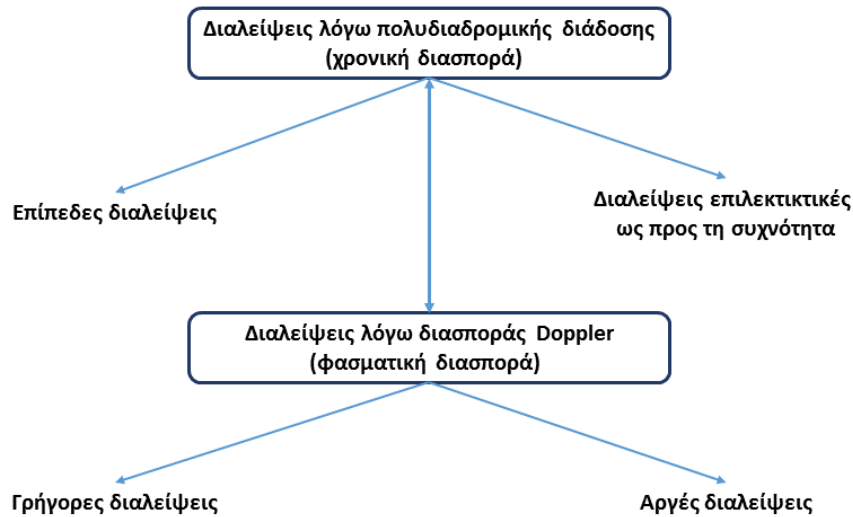 Διαλείψεις λόγω πολυδιαδρομικής διάδοσης
(χρονική διασπορά)
Επίπεδες διαλείψεις
Διαλείψεις επιλεκτικτικές
ως προς τη συχνότητα
Διαλείψεις λόγω διασποράς Doppler
(φασματική διασπορά)
Γρήγορες διαλείψεις
Αργές διαλείψεις